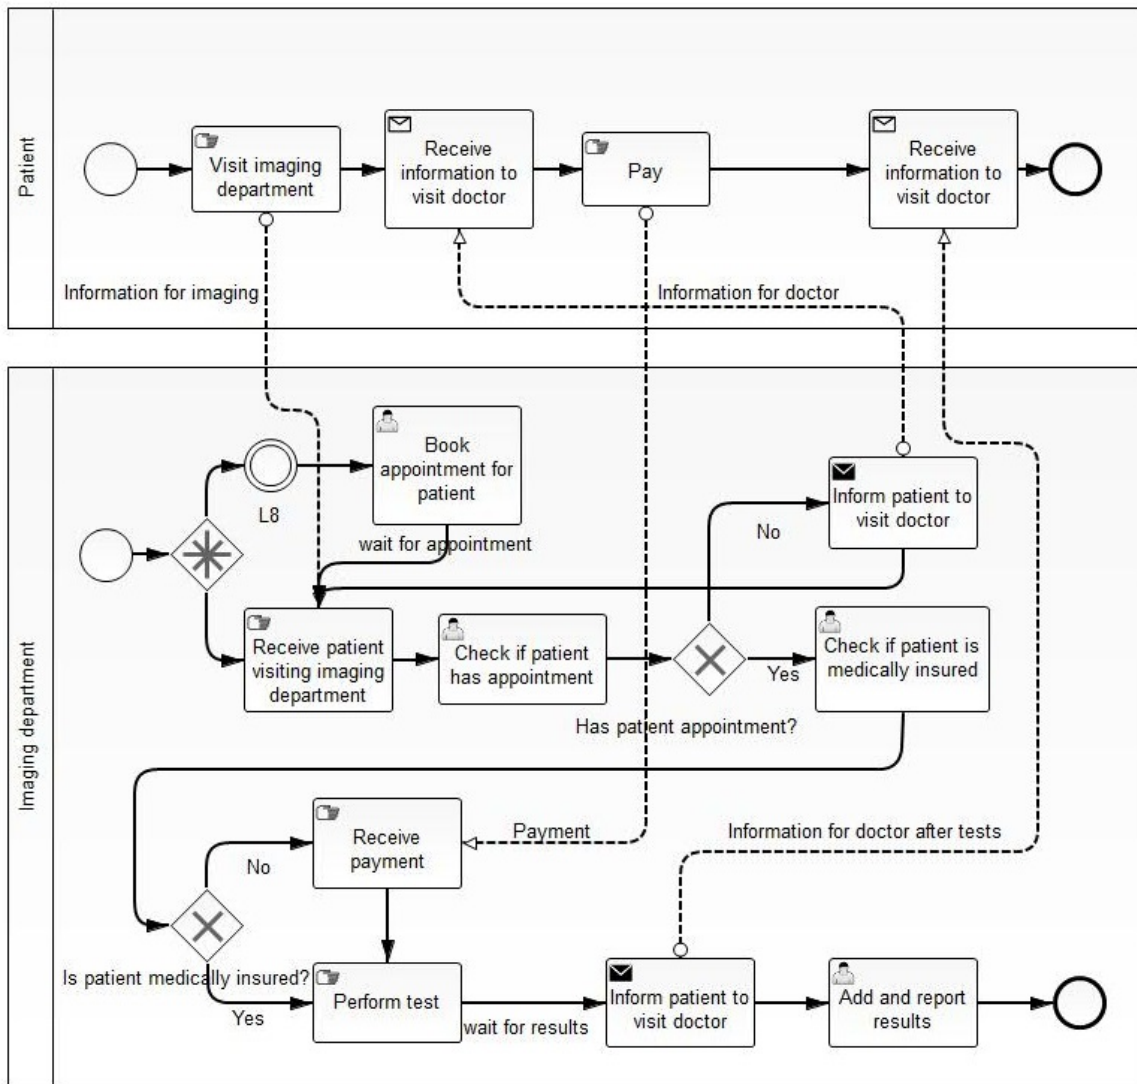 Patient
Visit imaging
department
Receive
information to
visit doctor
Pay
Receive
information to
visit doctor
Information for imaging
Information for doctor
Imaging department
Book
appointment for
patient
L8
wait for appointment
Inform patient to
visit doctor
No
Receive patient
visiting imaging
department
Check if patient
has appointment
Yes
Check if patient is
medically insured
Has patient appointment?
Receive
payment
Payment
Information for doctor after tests
No
Is patient medically insured?
Yes
Perform test
wait for results
Inform patient to
visit doctor
Add and report
results